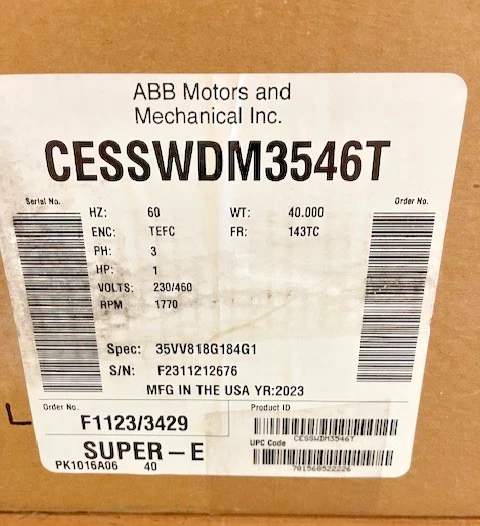 ABB Motors and
Mechanical Inc.
CESSWDM3546T
Serial No.
Order No.
HZ: 60 WT: 40.000
ENC: TEFC FR: 143TC
PH: 3
HP: 1
VOLTS: 230/460
RPM 1770
Spec: 35VV818G184G1
S/N: F2311212676
MFG IN THE USA YR:2023
Order No. Product ID
F1123/3429
CESSWDM3546T
SUPER-E UPC Code
PK1016A06 40 701560522226